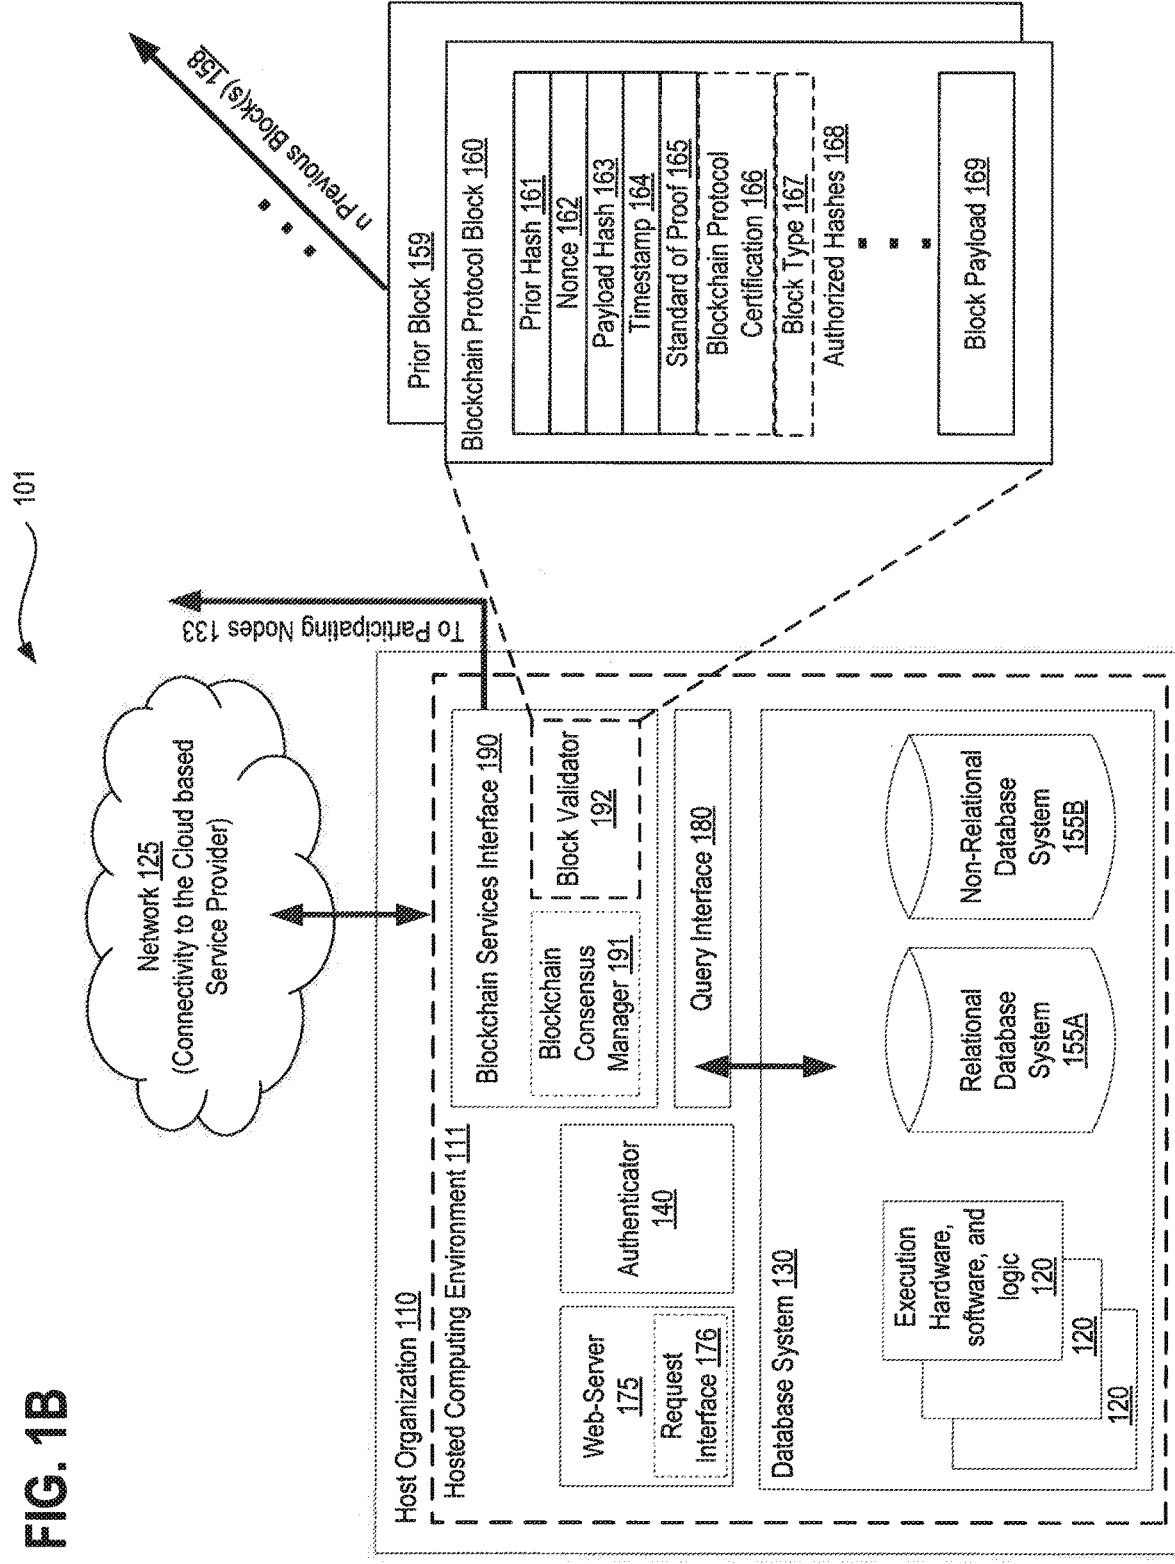 FIG. 1B
101
Network 125
(Connectivity to the Cloud based
Service Provider)
n Previous Block(s) 158
To Participating Nodes 133
Host Organization 110
Hosted Computing Environment 111
Web-Server
175
Request
Interface 176
Authenticator
140
Blockchain Services Interface 190
Blockchain
Consensus
Manager 191
Block Validator
192
Query Interface 180
Database System 130
Execution
Hardware,
software, and
logic
120
120
120
Relational
Database
System
155A
Non-Relational
Database
System
155B
Prior Block 159
Blockchain Protocol Block 160
Prior Hash 161
Nonce 162
Payload Hash 163
Timestamp 164
Standard of Proof 165
Blockchain Protocol
Certification 166
Block Type 167
Authorized Hashes 168
Block Payload 169